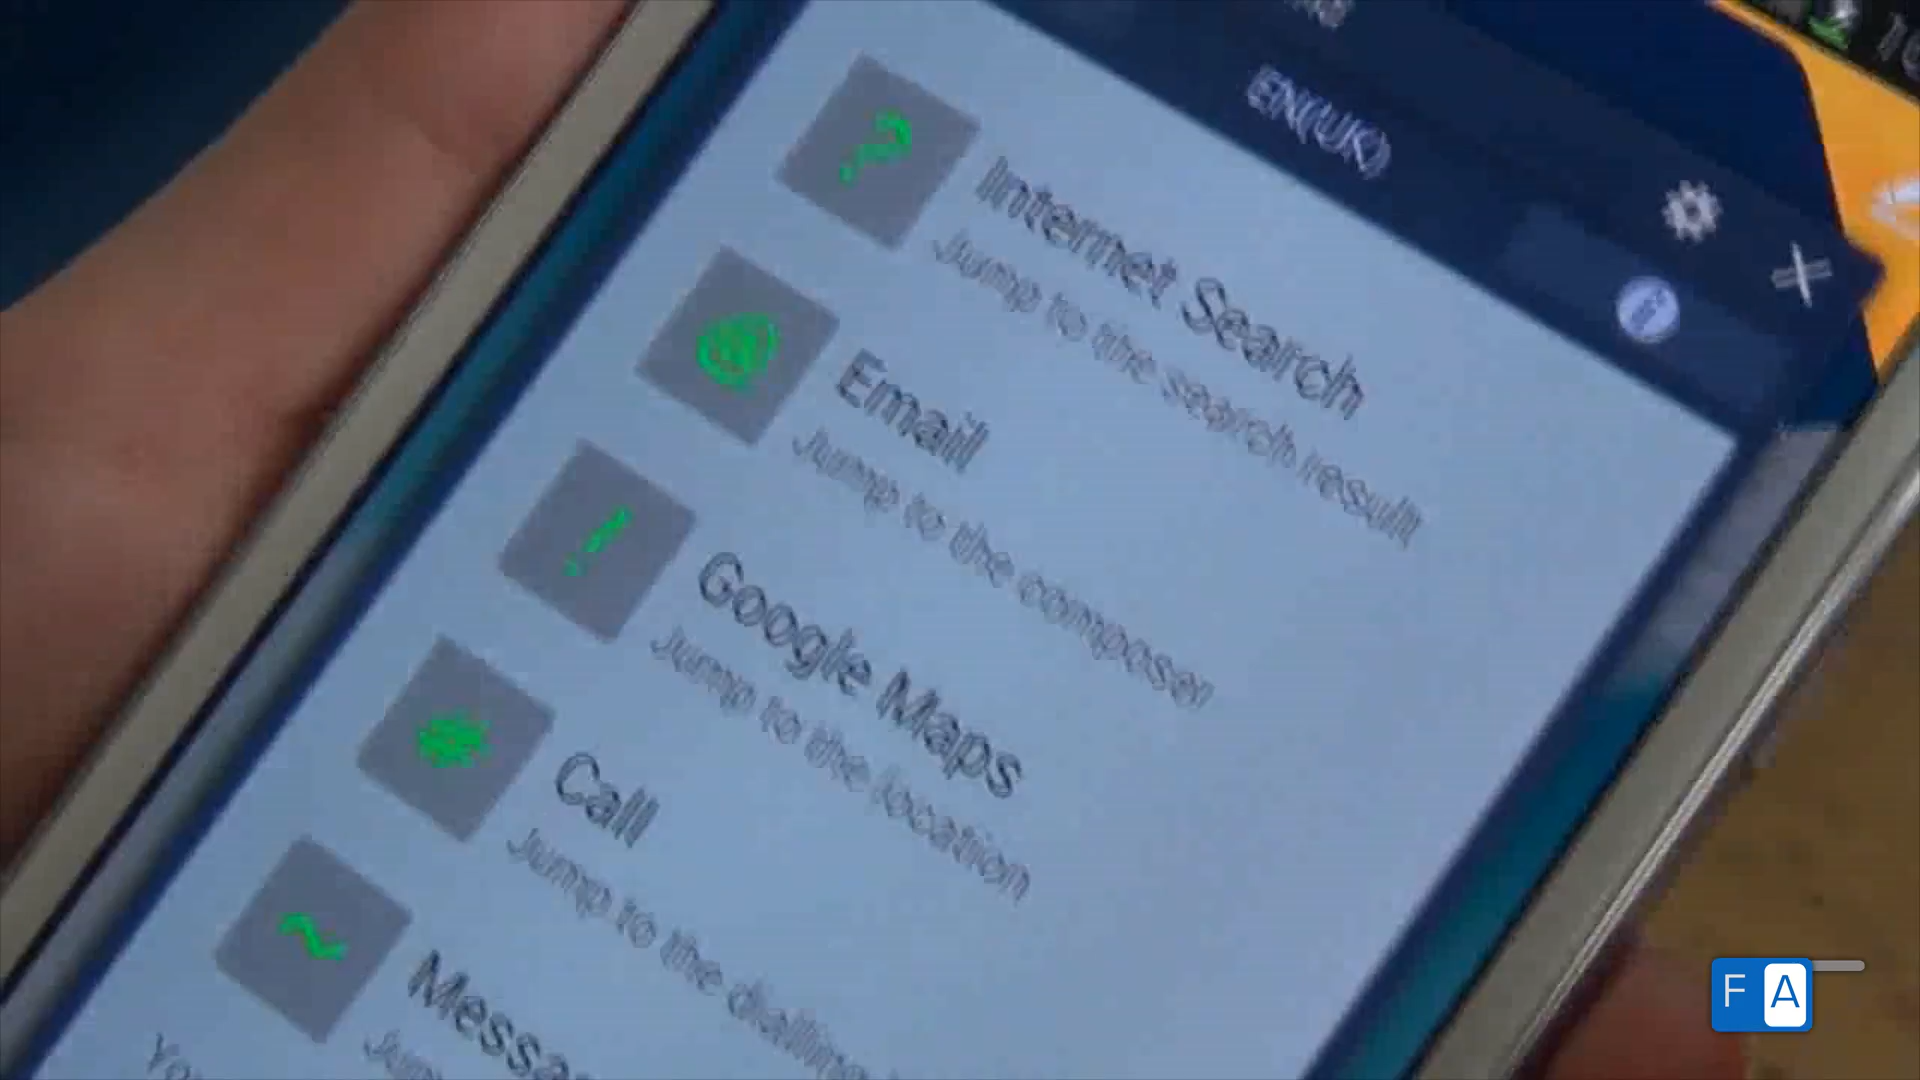 EN(UK)
?
Internet Search
Jump to the search result
@
Email
Jump to the composer
!
Google Maps
Jump to the location
#
Call
Jump to the dialling
~
F A